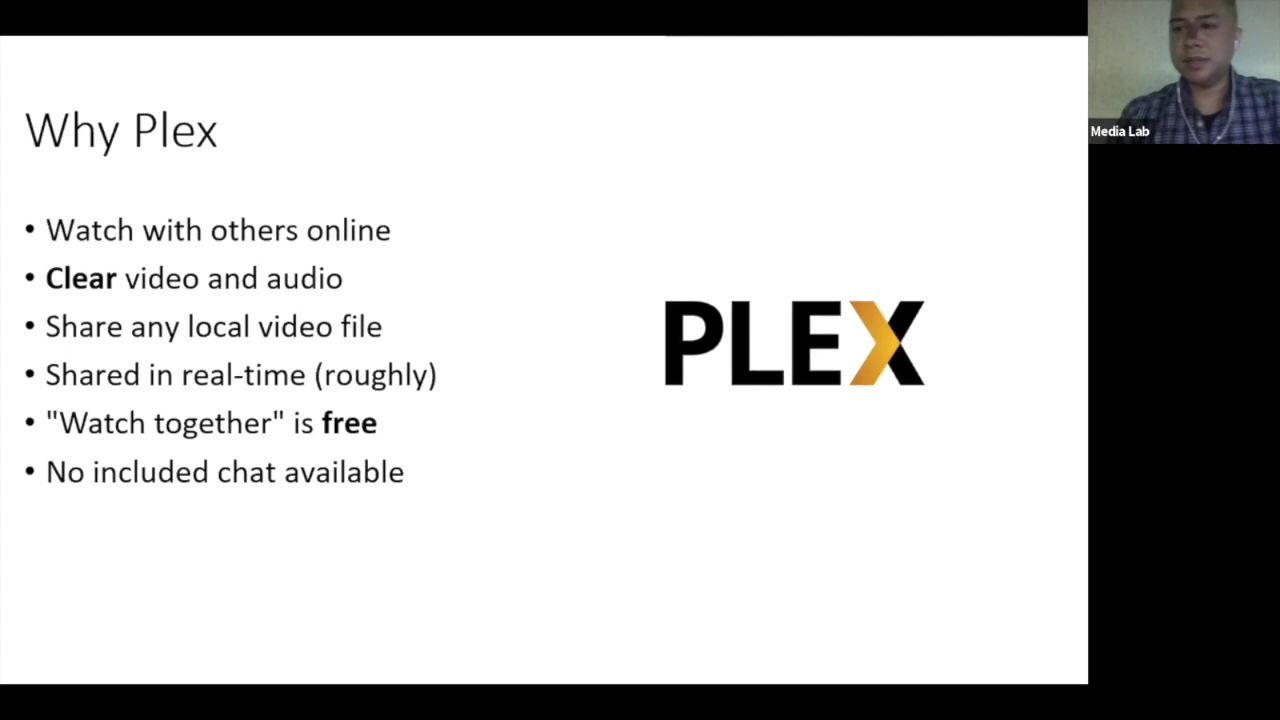 Why Plex
• Watch with others online
• Clear video and audio
• Share any local video file
• Shared in real-time (roughly)
• "Watch together" is free
• No included chat available
PLEX
Media Lab